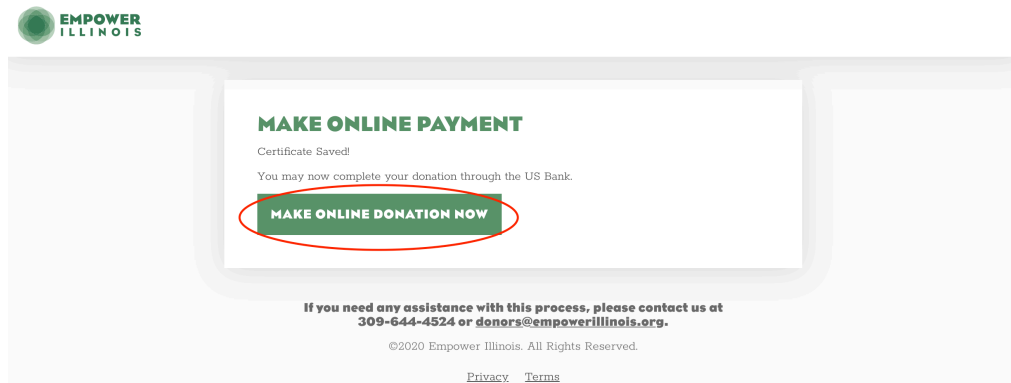 EMPOWER
ILLINOIS
MAKE ONLINE PAYMENT
Certificate Saved!
You may now complete your donation through the US Bank.
MAKE ONLINE DONATION NOW
If you need any assistance with this process, please contact us at
309-644-4524 or donors@empowerillinois.org.
©2020 Empower Illinois. All Rights Reserved.
Privacy Terms